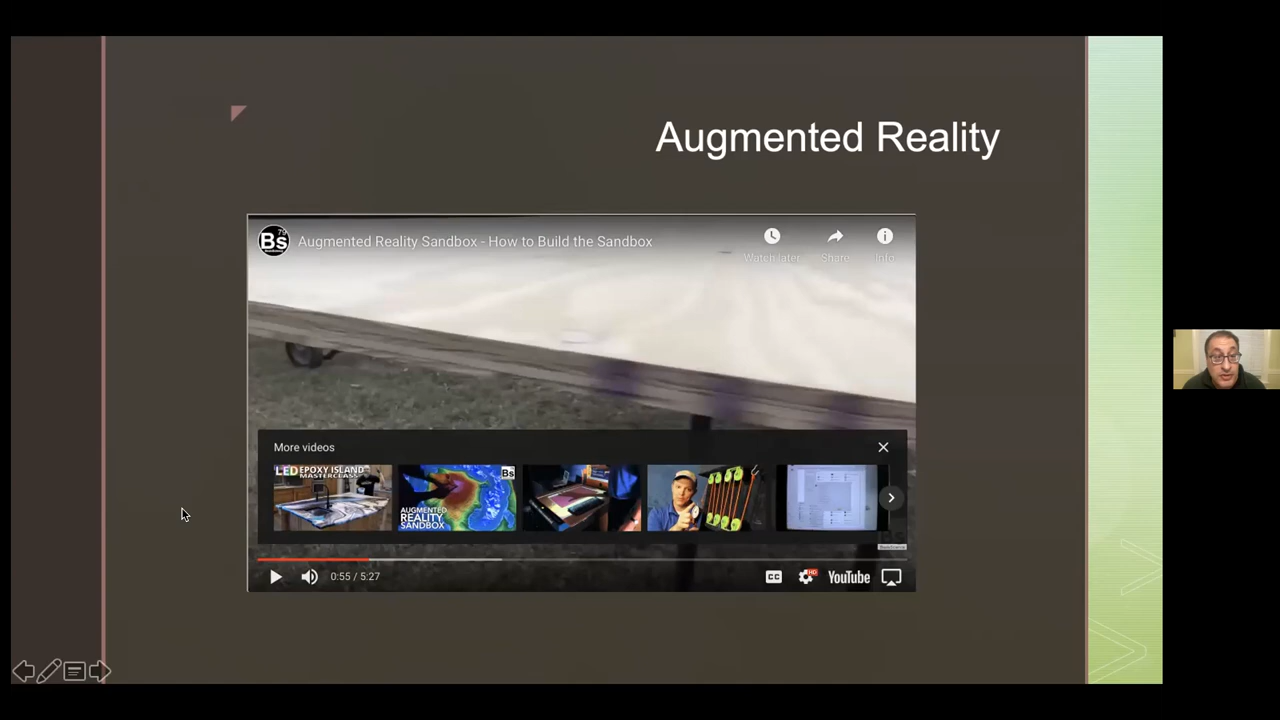 Augmented Reality
Bs
Augmented Reality Sandbox - How to Build the Sandbox
Watch later
Share
Info
More videos
LED EPOXY ISLAND
MASTERCLASS
Bs
AUGMENTED
REALITY
SANDBOX
0:55 / 5:27
CC
HD
YouTube